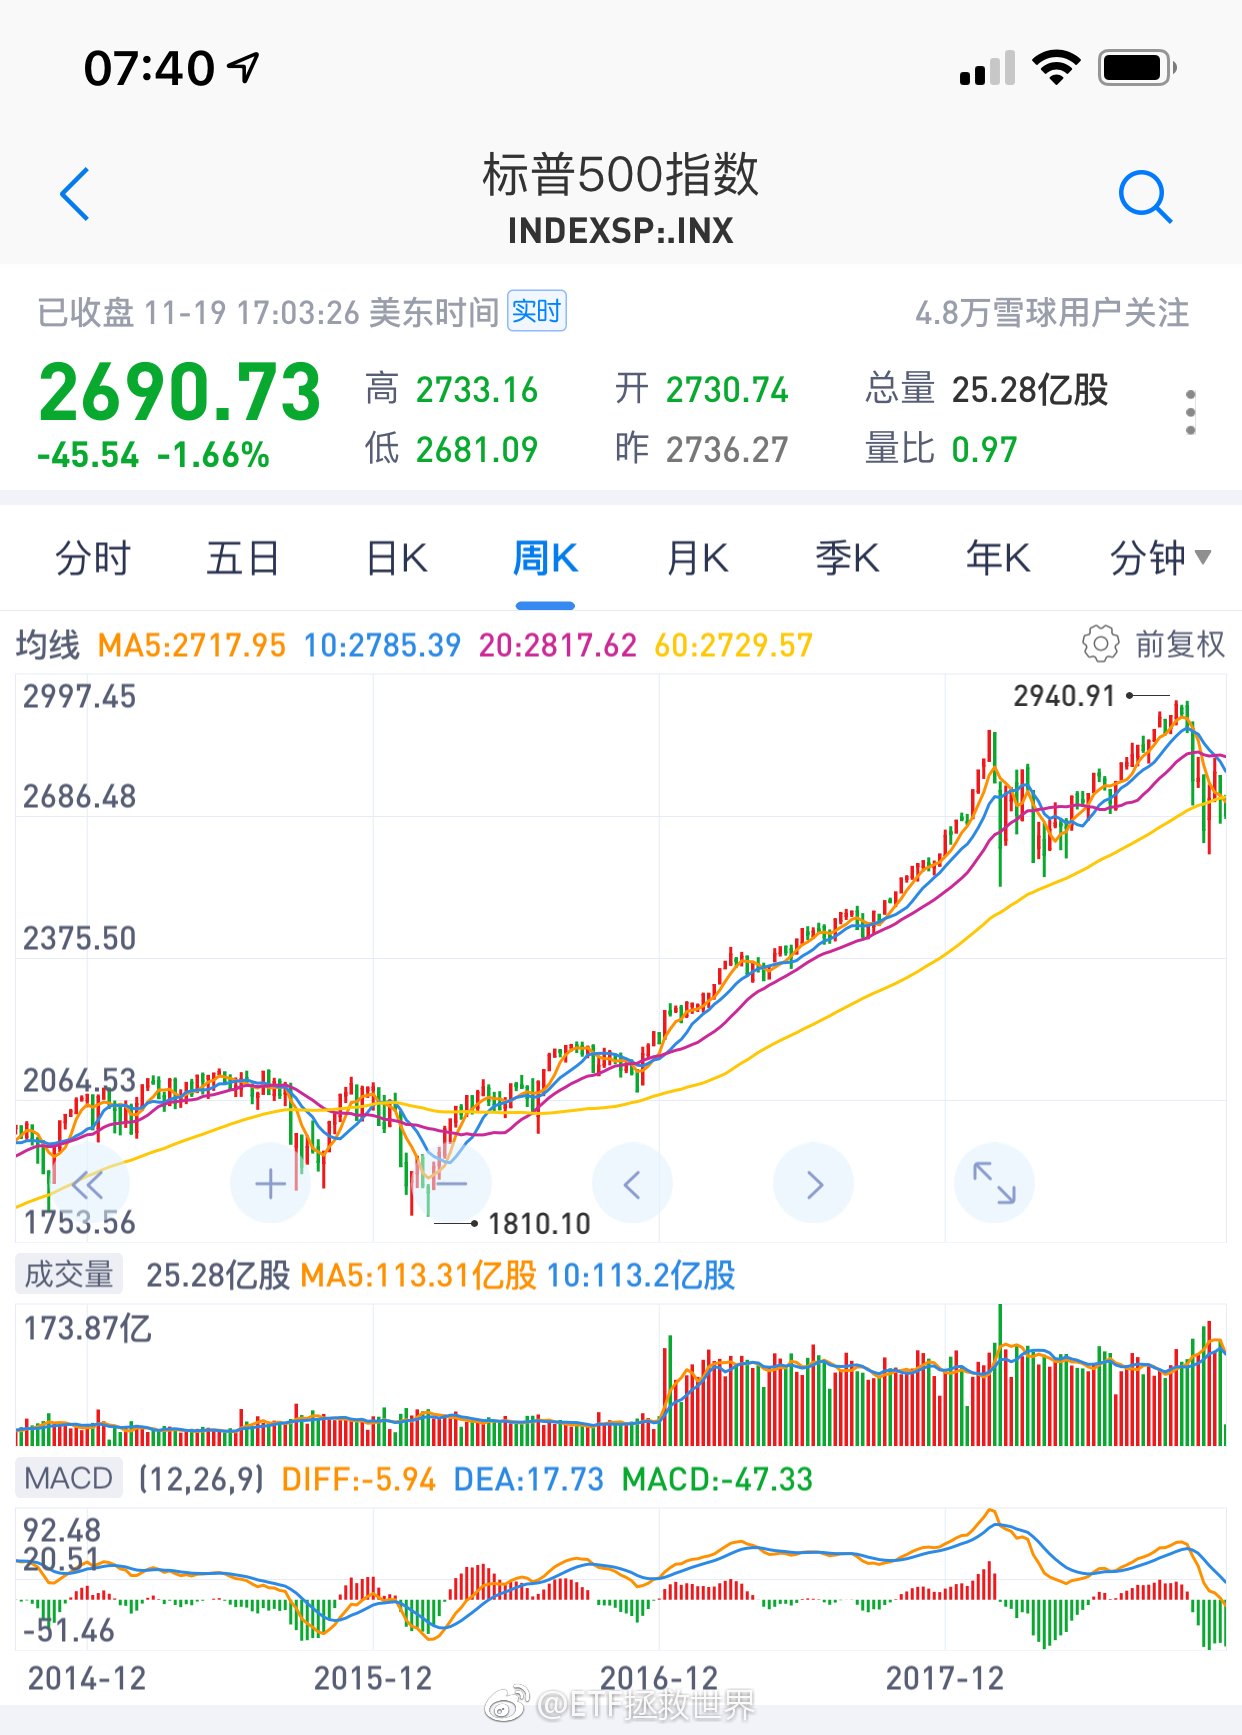 07:40
标普500指数
INDEXSP:.INX
已收盘 11-19 17:03:26 美东时间 实时 4.8万雪球用户关注
2690.73 高 2733.16 开 2730.74 总量 25.28亿股
-45.54 -1.66% 低 2681.09 昨 2736.27 量比 0.97
分时 五日 日K 周K 月K 季K 年K 分钟
均线 MA5:2717.95 10:2785.39 20:2817.62 60:2729.57 前复权
2997.45 2940.91
2686.48
2375.50
2064.53
1753.56 1810.10
成交量 25.28亿股 MA5:113.31亿股 10:113.2亿股
173.87亿
MACD (12,26,9) DIFF:-5.94 DEA:17.73 MACD:-47.33
92.48
20.51
-51.46
2014-12 2015-12 2016-12 2017-12
@ETF拯救世界